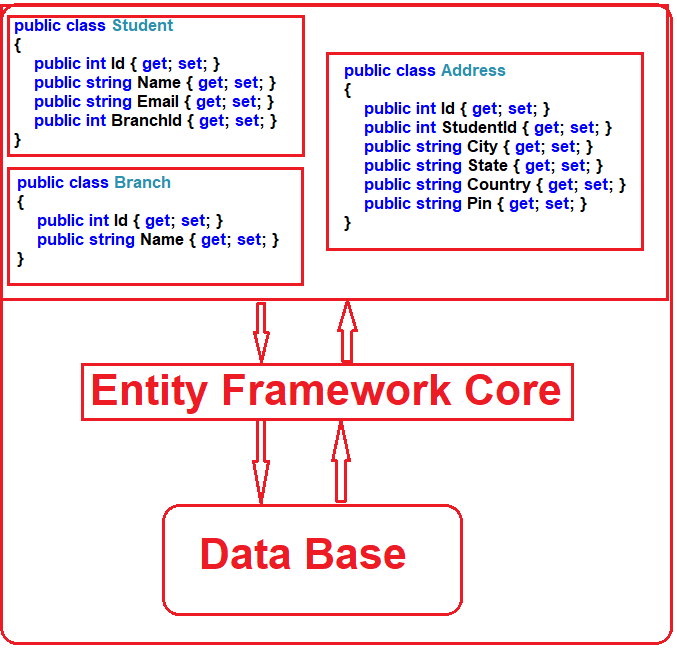 public class Student
{
public int Id { get; set; }
public string Name { get; set; }
public string Email { get; set; }
public int BranchId { get; set; }
}
public class Branch
{
public int Id { get; set; }
public string Name { get; set; }
}
public class Address
{
public int Id { get; set; }
public int StudentId { get; set; }
public string City { get; set; }
public string State { get; set; }
public string Country { get; set; }
public string Pin { get; set; }
}
Entity Framework Core
Data Base